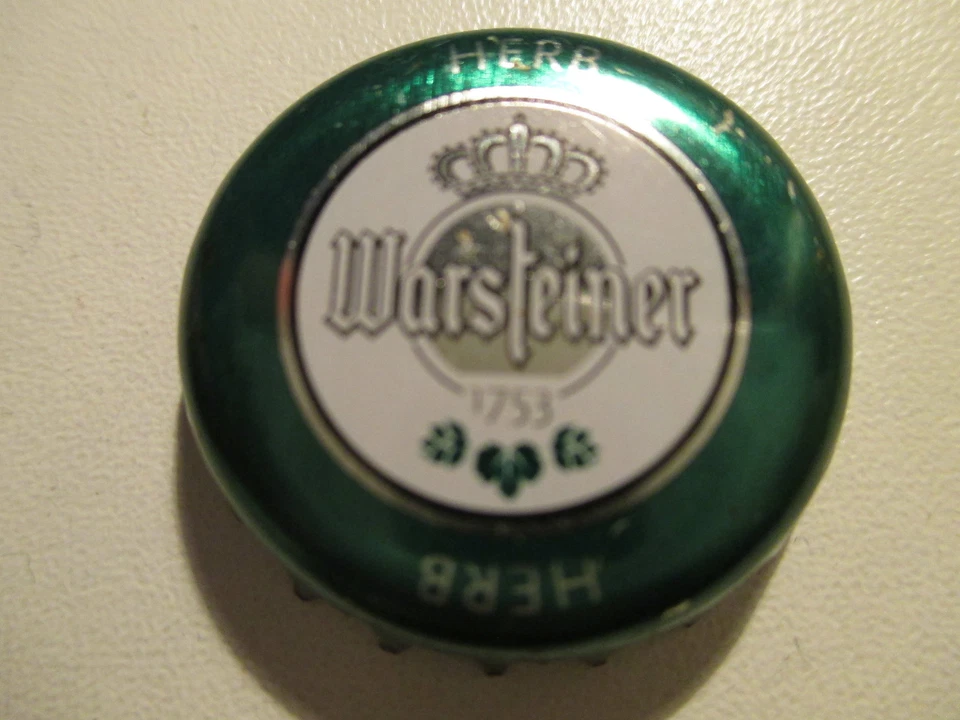 HERB
Warsteiner
1753
HERB